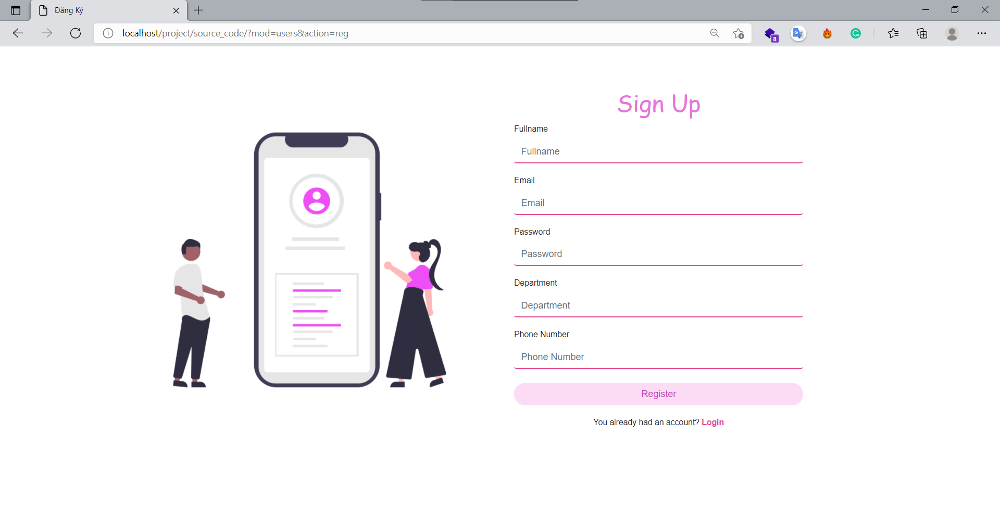 Đăng Ký
localhost/project/source_code/?mod=users&action=reg
8
Sign Up
Fullname
Fullname
Email
Email
Password
Password
Department
Department
Phone Number
Phone Number
Register
You already had an account? Login